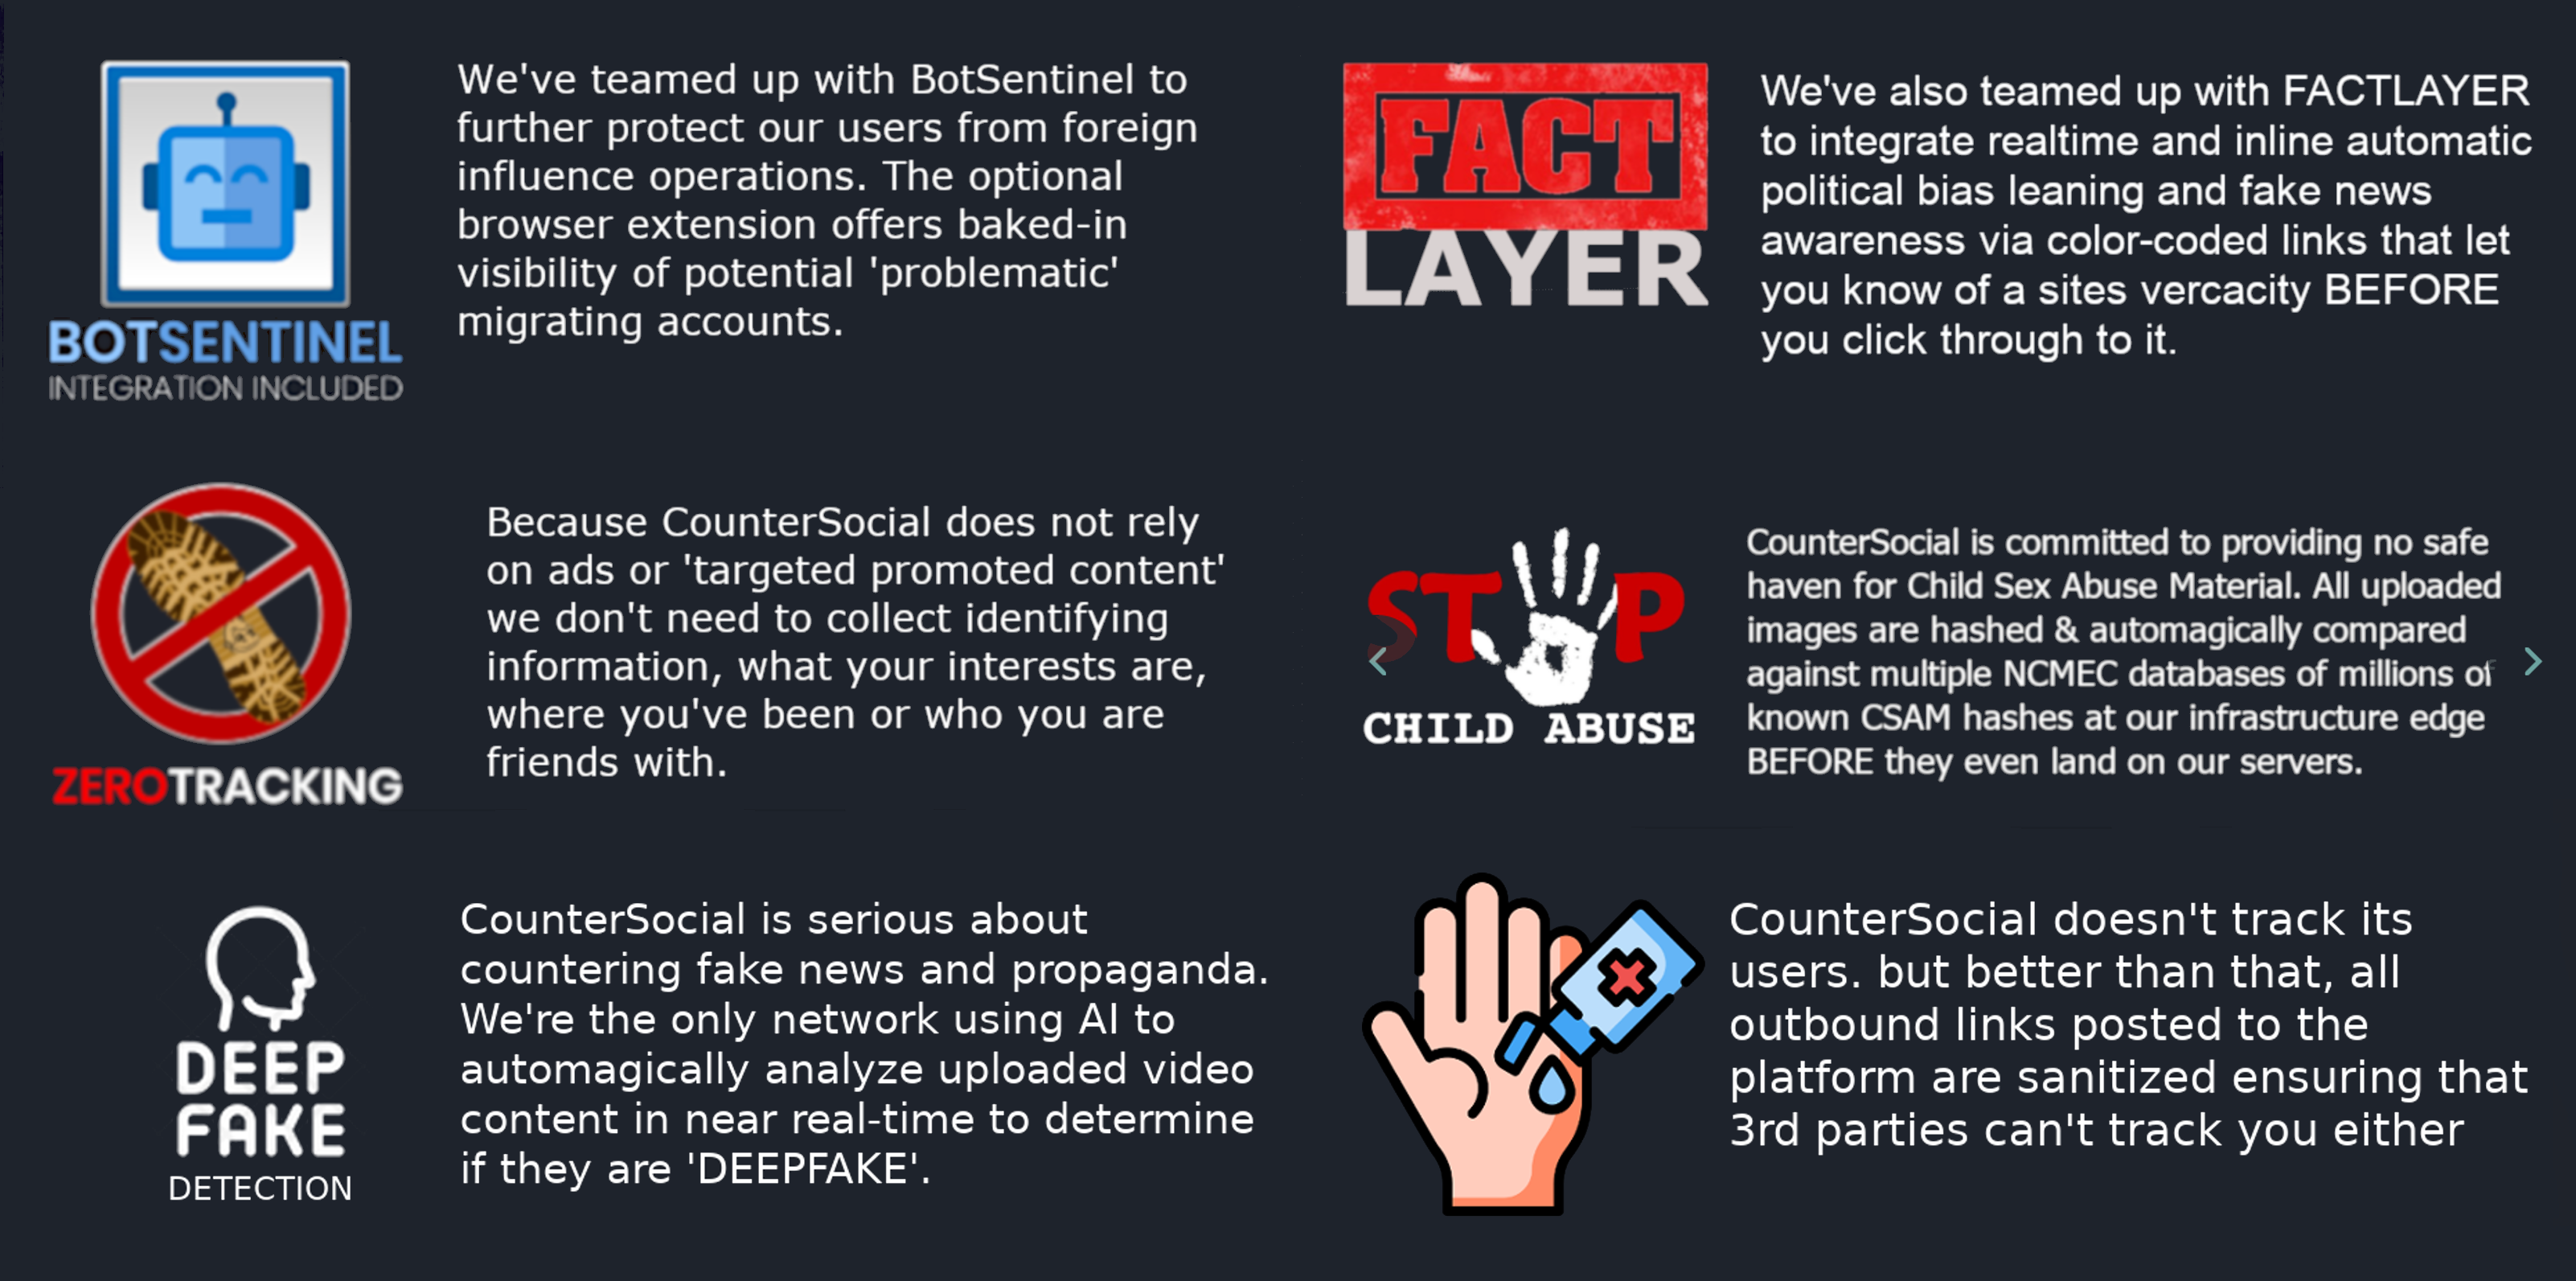 BOTSENTINEL
INTEGRATION INCLUDED
We've teamed up with BotSentinel to
further protect our users from foreign
influence operations. The optional
browser extension offers baked-in
visibility of potential 'problematic'
migrating accounts.
FACT
LAYER
We've also teamed up with FACTLAYER
to integrate realtime and inline automatic
political bias leaning and fake news
awareness via color-coded links that let
you know of a sites vercacity BEFORE
you click through to it.
ZEROTRACKING
Because CounterSocial does not rely
on ads or 'targeted promoted content'
we don't need to collect identifying
information, what your interests are,
where you've been or who you are
friends with.
STOP
CHILD ABUSE
CounterSocial is committed to providing no safe
haven for Child Sex Abuse Material. All uploaded
images are hashed & automagically compared
against multiple NCMEC databases of millions of
known CSAM hashes at our infrastructure edge
BEFORE they even land on our servers.
DEEP
FAKE
DETECTION
CounterSocial is serious about
countering fake news and propaganda.
We're the only network using AI to
automagically analyze uploaded video
content in near real-time to determine
if they are 'DEEPFAKE'.
CounterSocial doesn't track its
users. but better than that, all
outbound links posted to the
platform are sanitized ensuring that
3rd parties can't track you either